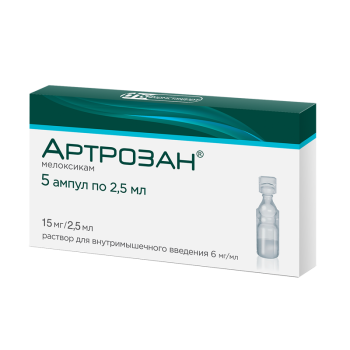 АРТРОЗАН®
мелоксикам
5 ампул по 2,5 мл
15 мг/2,5 мл
раствор для внутримышечного введения 6 мг/мл